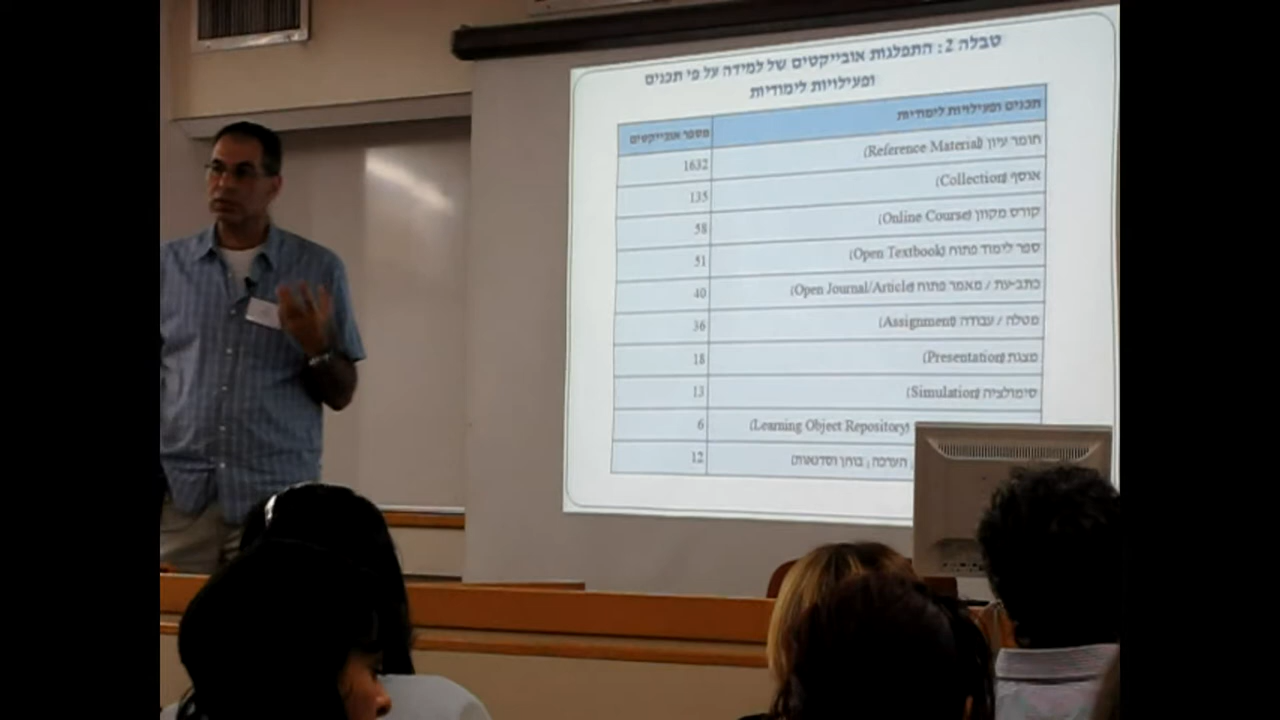 טבלה 2: התפלגות אובייקטים של למידה על פי תכנים
ופעילויות לימודיות
תכנים ופעילויות לימודיות מספר אובייקטים
חומר עיון (Reference Material) 1632
אוסף (Collection) 135
קורס מקוון (Online Course) 58
ספר לימוד פתוח (Open Textbook) 51
כתב-עת / מאמר פתוח (Open Journal/Article) 40
מטלה / עבודה (Assignment) 36
מצגת (Presentation) 18
סימולציה (Simulation) 13
(Learning Object Repository) 6
הערכה, בוחן וסדנאות) 12